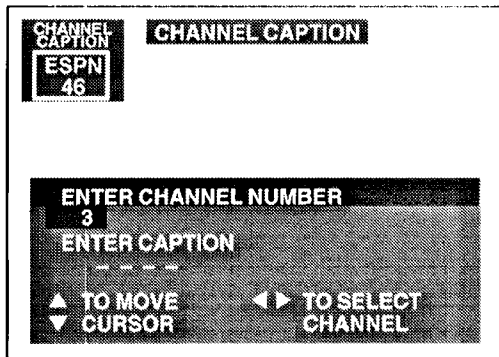 CHANNEL
CAPTION
ESPN
46
CHANNEL CAPTION
ENTER CHANNEL NUMBER
3
ENTER CAPTION
– – – –
▲ TO MOVE ◀ ▶ TO SELECT
▼ CURSOR CHANNEL